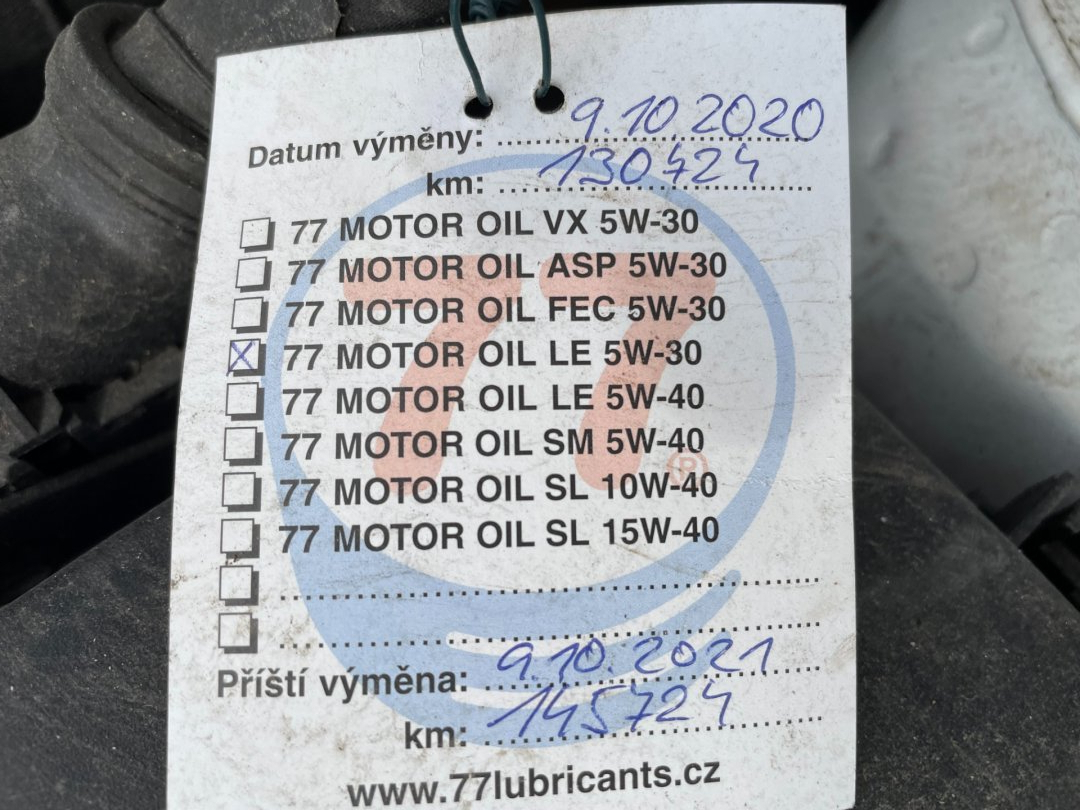 Datum výměny: 9.10.2020
km: 130424
77 MOTOR OIL VX 5W-30
77 MOTOR OIL ASP 5W-30
77 MOTOR OIL FEC 5W-30
77 MOTOR OIL LE 5W-30
77 MOTOR OIL LE 5W-40
77 MOTOR OIL SM 5W-40
77 MOTOR OIL SL 10W-40
77 MOTOR OIL SL 15W-40
77 ®
Příští výměna: 9.10.2021
km: 145724
www.77lubricants.cz